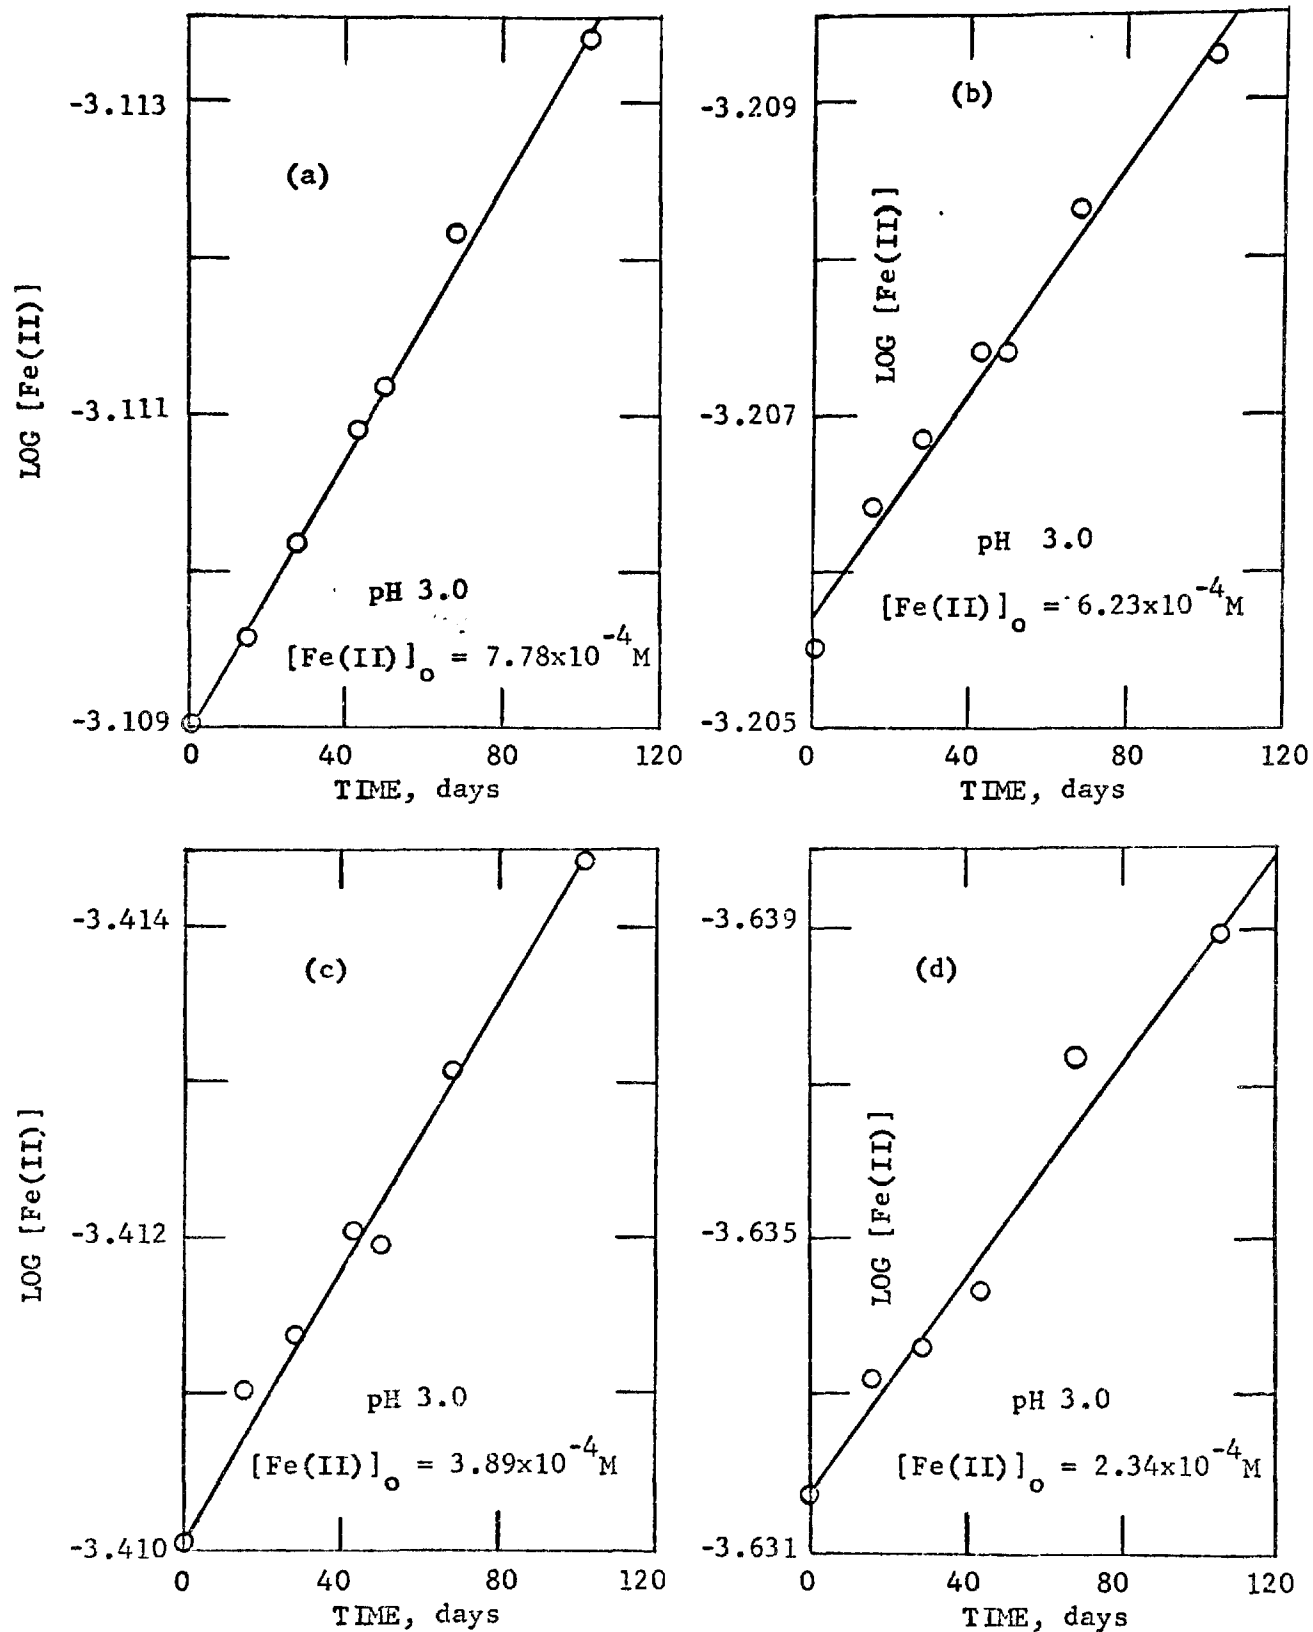 (a)
LOG [Fe(II)]
-3.113
-3.111
-3.109
pH 3.0
[Fe(II)]o = 7.78x10-4M
0 40 80 120
TIME, days
(b)
LOG [Fe(II)]
-3.209
-3.207
-3.205
pH 3.0
[Fe(II)]o = 6.23x10-4M
0 40 80 120
TIME, days
(c)
LOG [Fe(II)]
-3.414
-3.412
-3.410
pH 3.0
[Fe(II)]o = 3.89x10-4M
0 40 80 120
TIME, days
(d)
LOG [Fe(II)]
-3.639
-3.635
-3.631
pH 3.0
[Fe(II)]o = 2.34x10-4M
0 40 80 120
TIME, days